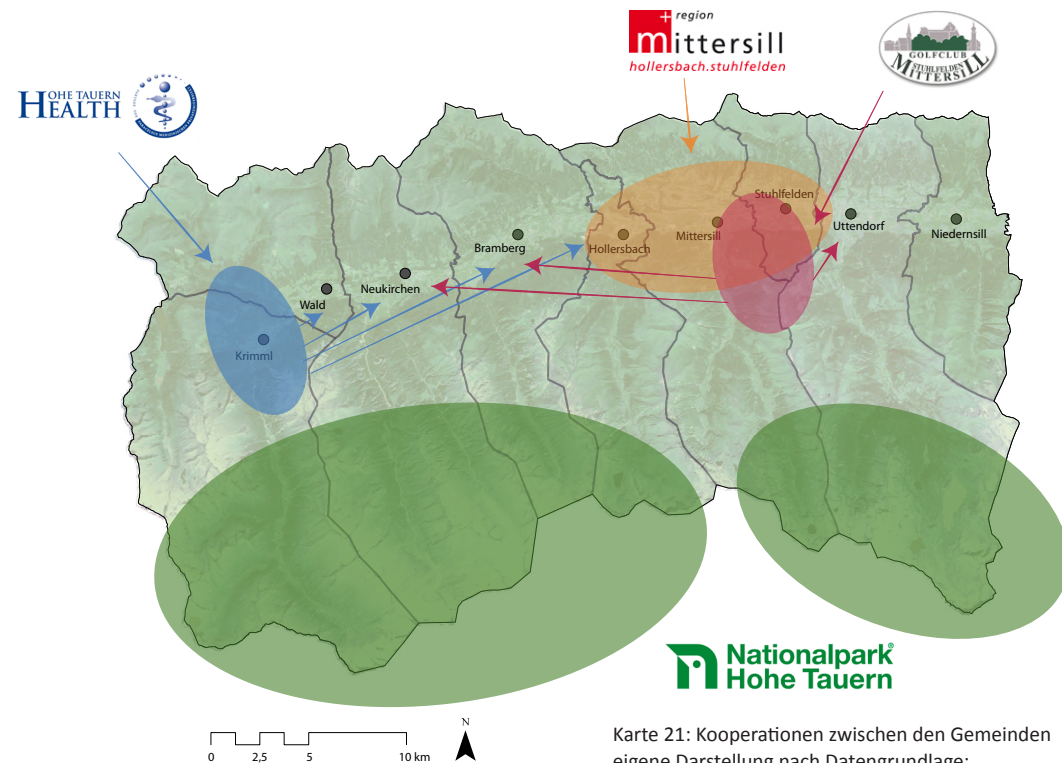 region
mittersill
hollersbach.stuhlfelden
GOLFCLUB
STUHLFELDEN
MITTERSILL
HOHE TAUERN
HEALTH
Stuhlfelden
Uttendorf
Niedernsill
Mittersill
Hollersbach
Bramberg
Neukirchen
Wald
Krimml
Nationalpark®
Hohe Tauern
N
0 2,5 5 10 km
Karte 21: Kooperationen zwischen den Gemeinden
eigene Darstellung nach Datengrundlage: